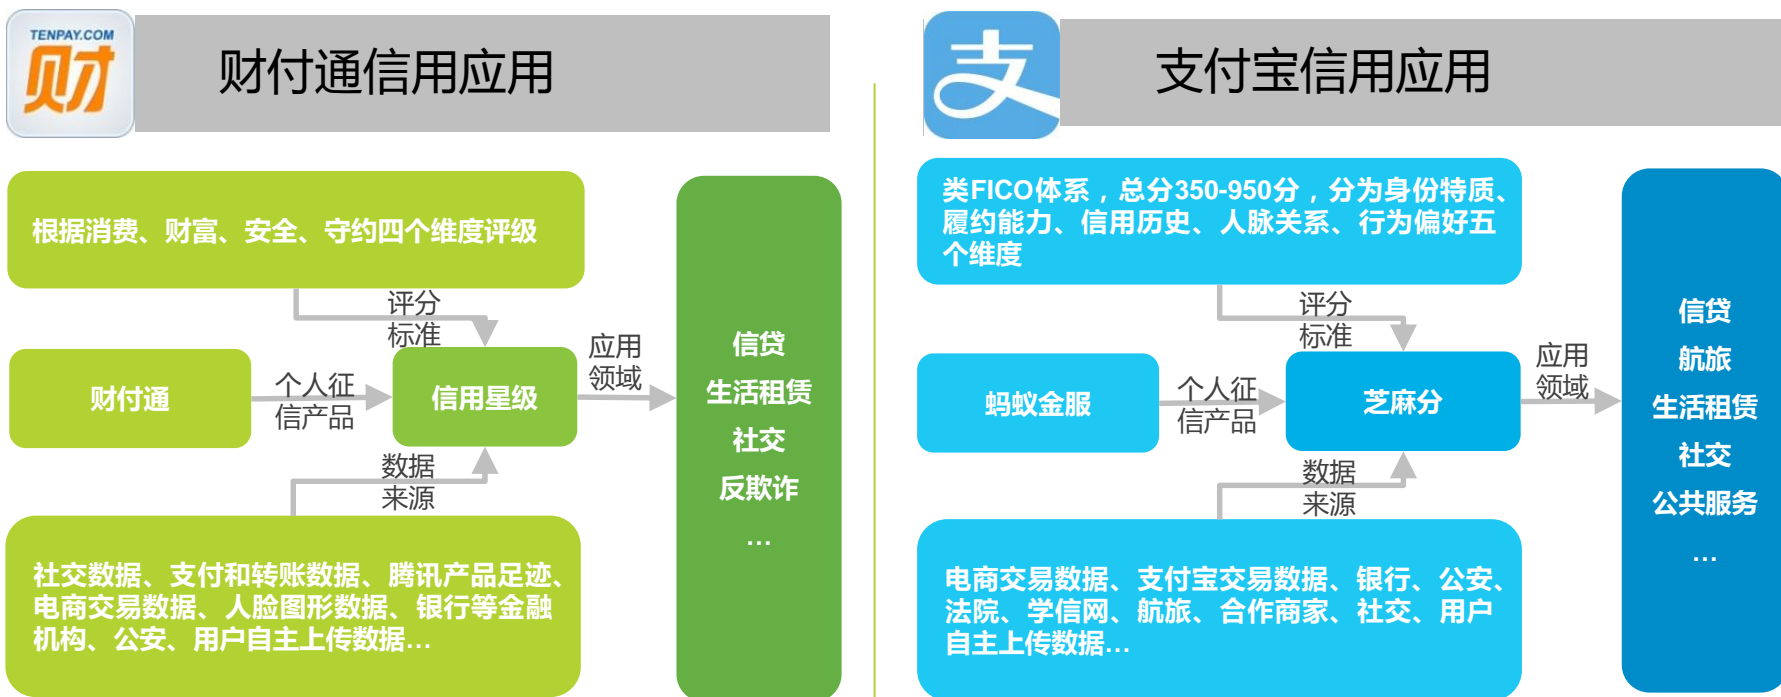 TENPAY.COM
财
财付通信用应用
根据消费、财富、安全、守约四个维度评级
评分
标准
财付通
个人征
信产品
信用星级
应用
领域
数据
来源
社交数据、支付和转账数据、腾讯产品足迹、
电商交易数据、人脸图形数据、银行等金融
机构、公安、用户自主上传数据...
信贷
生活租赁
社交
反欺诈
...
支
支付宝信用应用
类FICO体系，总分350-950分，分为身份特质、
履约能力、信用历史、人脉关系、行为偏好五
个维度
评分
标准
蚂蚁金服
个人征
信产品
芝麻分
应用
领域
数据
来源
电商交易数据、支付宝交易数据、银行、公安、
法院、学信网、航旅、合作商家、社交、用户
自主上传数据...
信贷
航旅
生活租赁
社交
公共服务
...